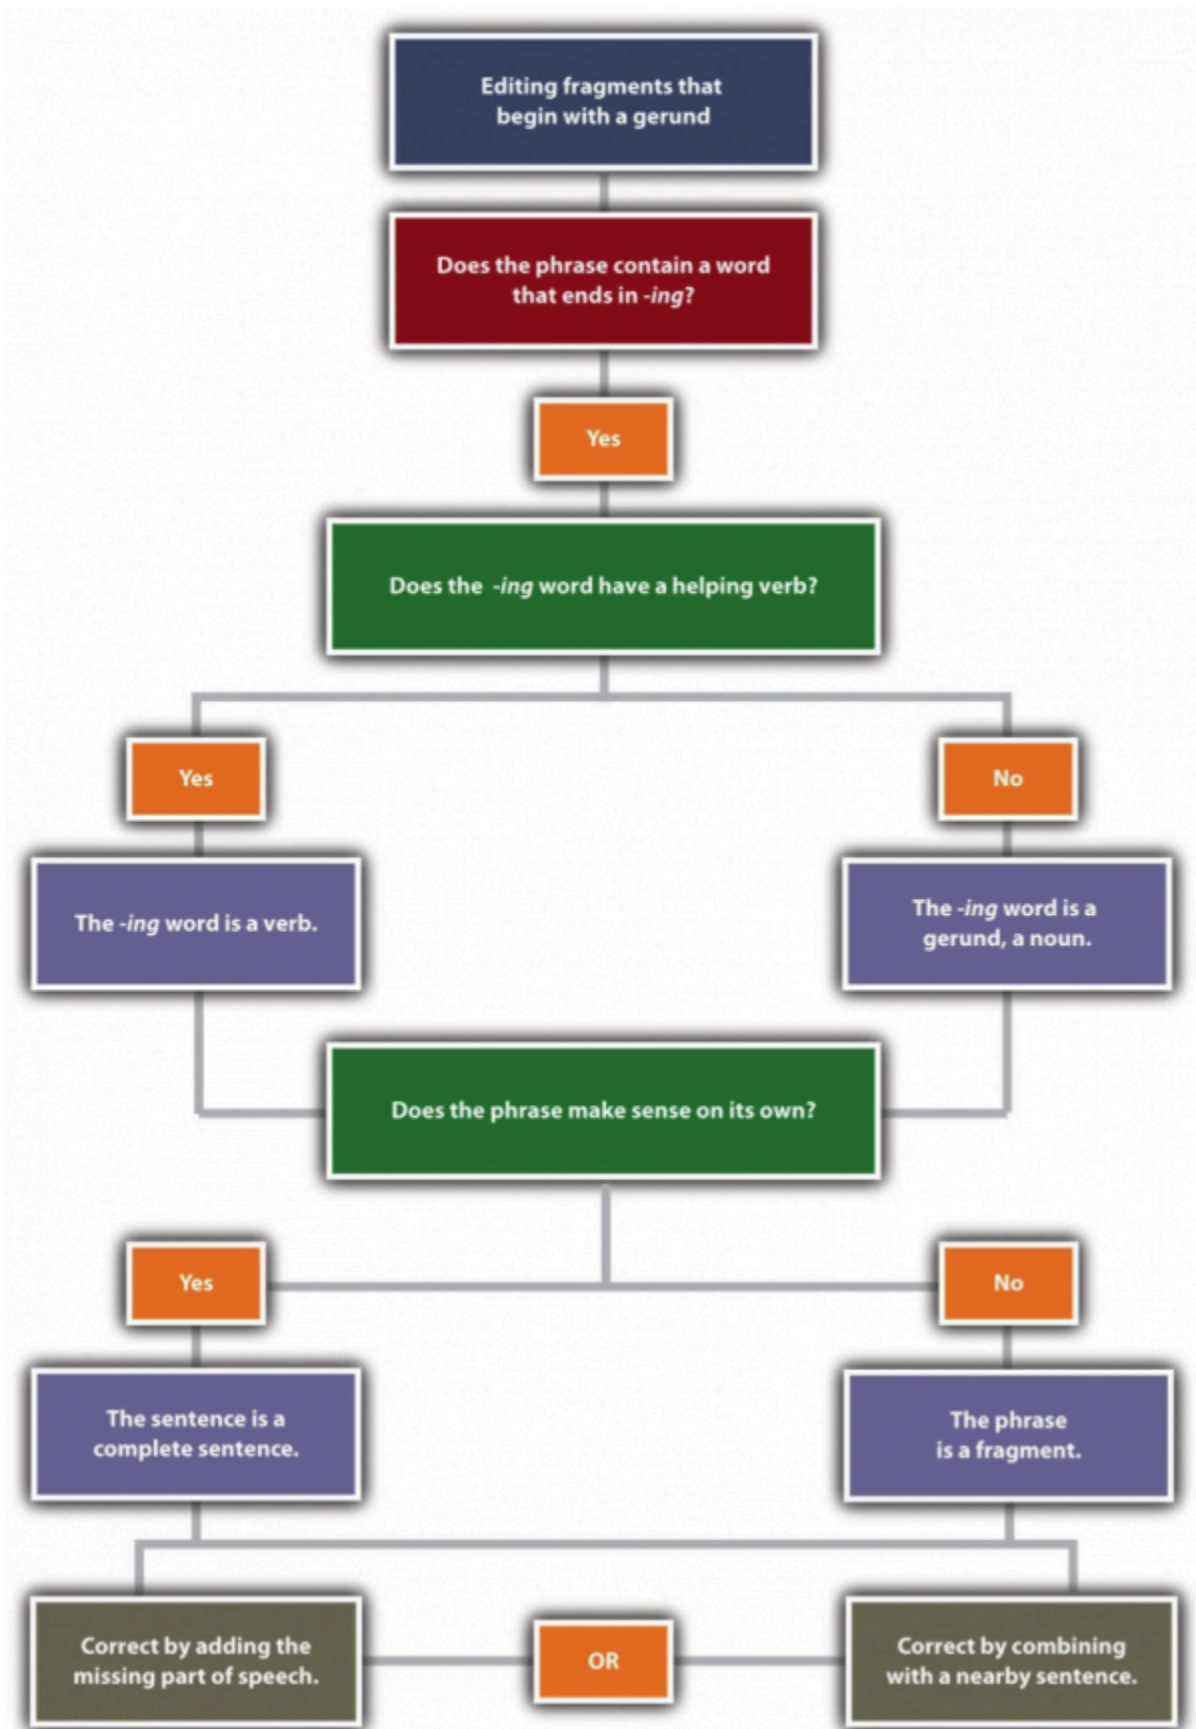 Editing fragments that
begin with a gerund
Does the phrase contain a word
that ends in -ing?
Yes
Does the -ing word have a helping verb?
Yes
No
The -ing word is a verb.
The -ing word is a
gerund, a noun.
Does the phrase make sense on its own?
Yes
No
The sentence is a
complete sentence.
The phrase
is a fragment.
Correct by adding the
missing part of speech.
OR
Correct by combining
with a nearby sentence.